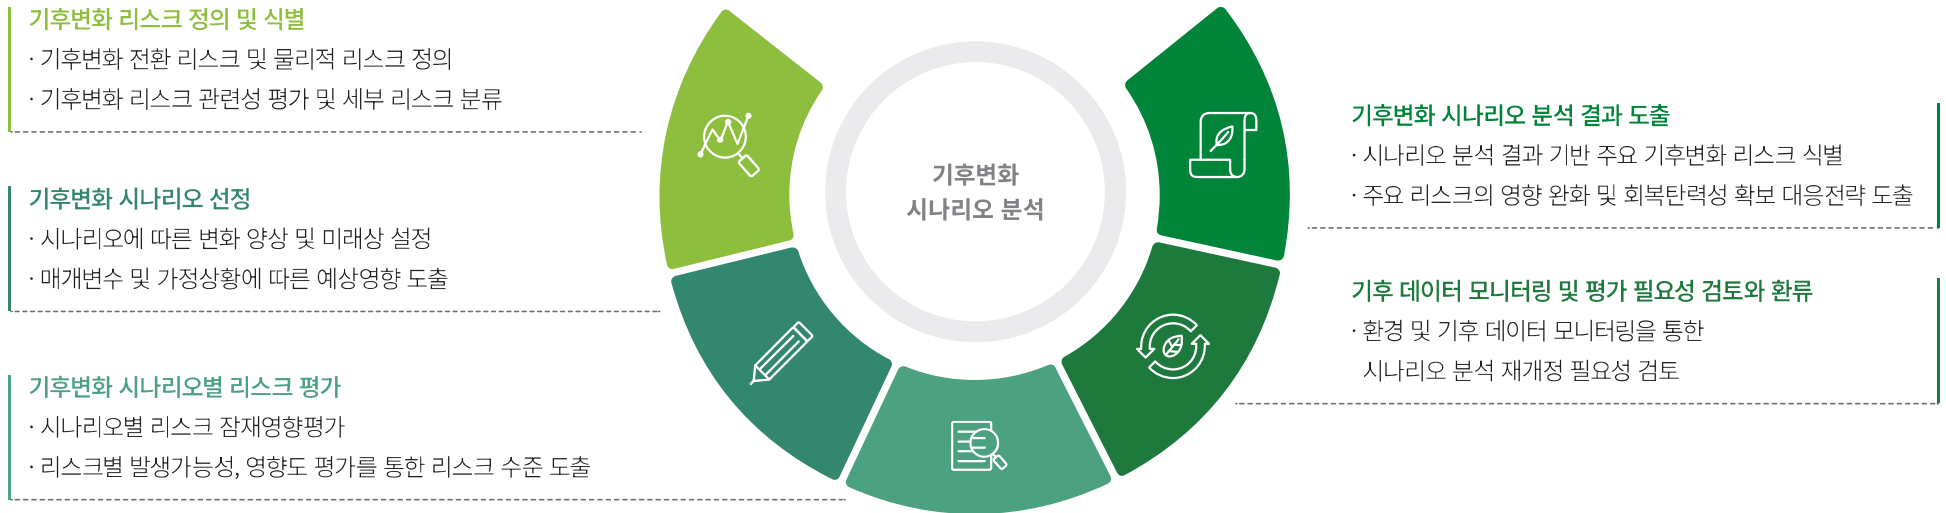 기후변화 리스크 정의 및 식별
· 기후변화 전환 리스크 및 물리적 리스크 정의
· 기후변화 리스크 관련성 평가 및 세부 리스크 분류
기후변화 시나리오 선정
· 시나리오에 따른 변화 양상 및 미래상 설정
· 매개변수 및 가정상황에 따른 예상영향 도출
기후변화 시나리오별 리스크 평가
· 시나리오별 리스크 잠재영향평가
· 리스크별 발생가능성, 영향도 평가를 통한 리스크 수준 도출
기후변화
시나리오 분석
기후변화 시나리오 분석 결과 도출
· 시나리오 분석 결과 기반 주요 기후변화 리스크 식별
· 주요 리스크의 영향 완화 및 회복탄력성 확보 대응전략 도출
기후 데이터 모니터링 및 평가 필요성 검토와 환류
· 환경 및 기후 데이터 모니터링을 통한
시나리오 분석 재개정 필요성 검토